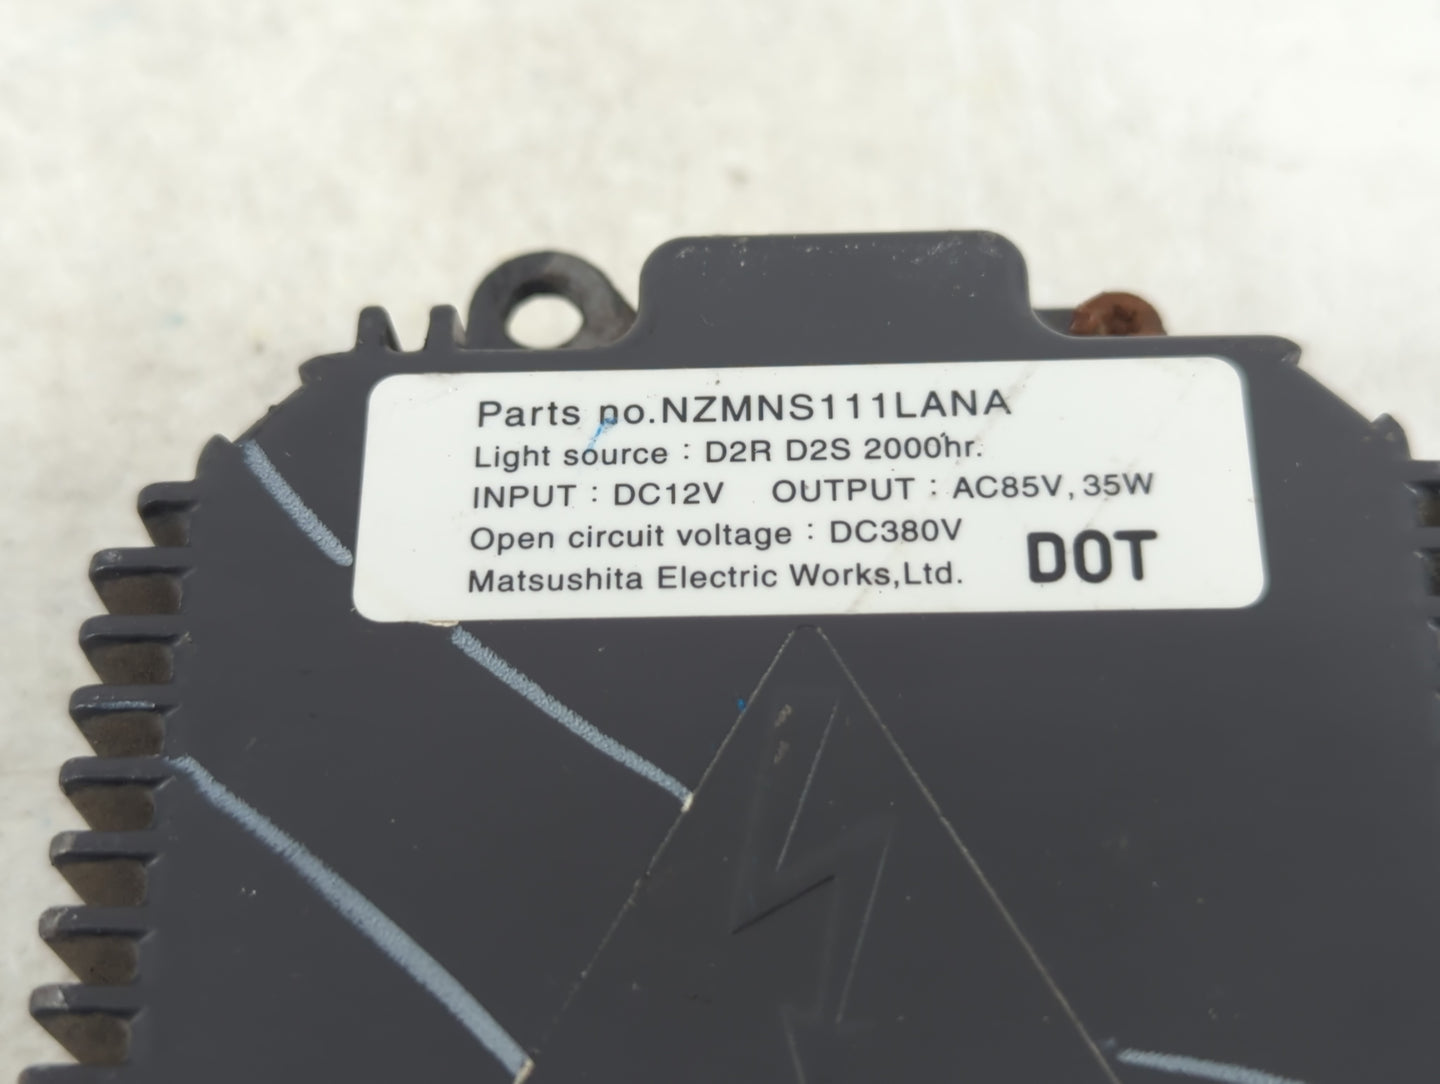 Parts no.NZMNS111LANA
Light source : D2R D2S 2000hr.
INPUT : DC12V OUTPUT : AC85V, 35W
Open circuit voltage : DC380V
Matsushita Electric Works,Ltd. DOT